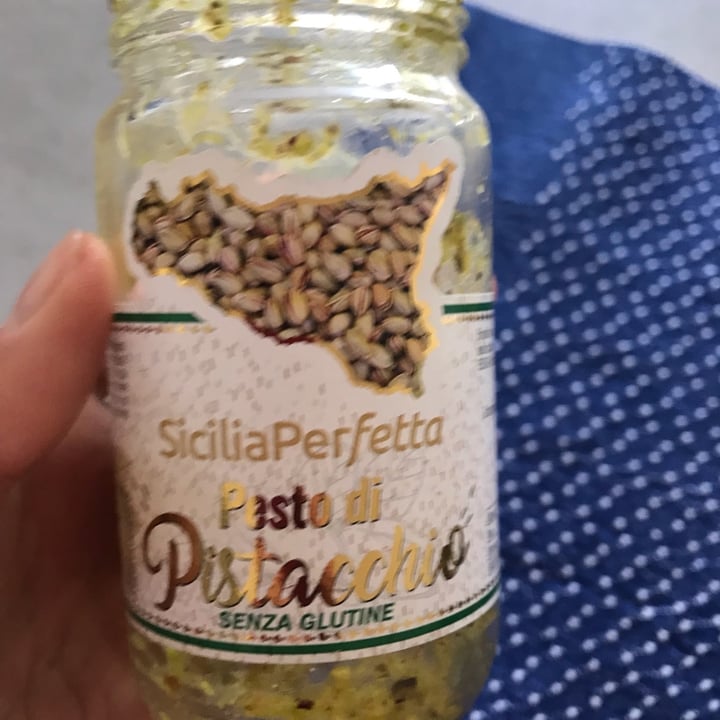 SiciliaPerfetta
Pesto di
Pistacchio
SENZA GLUTINE